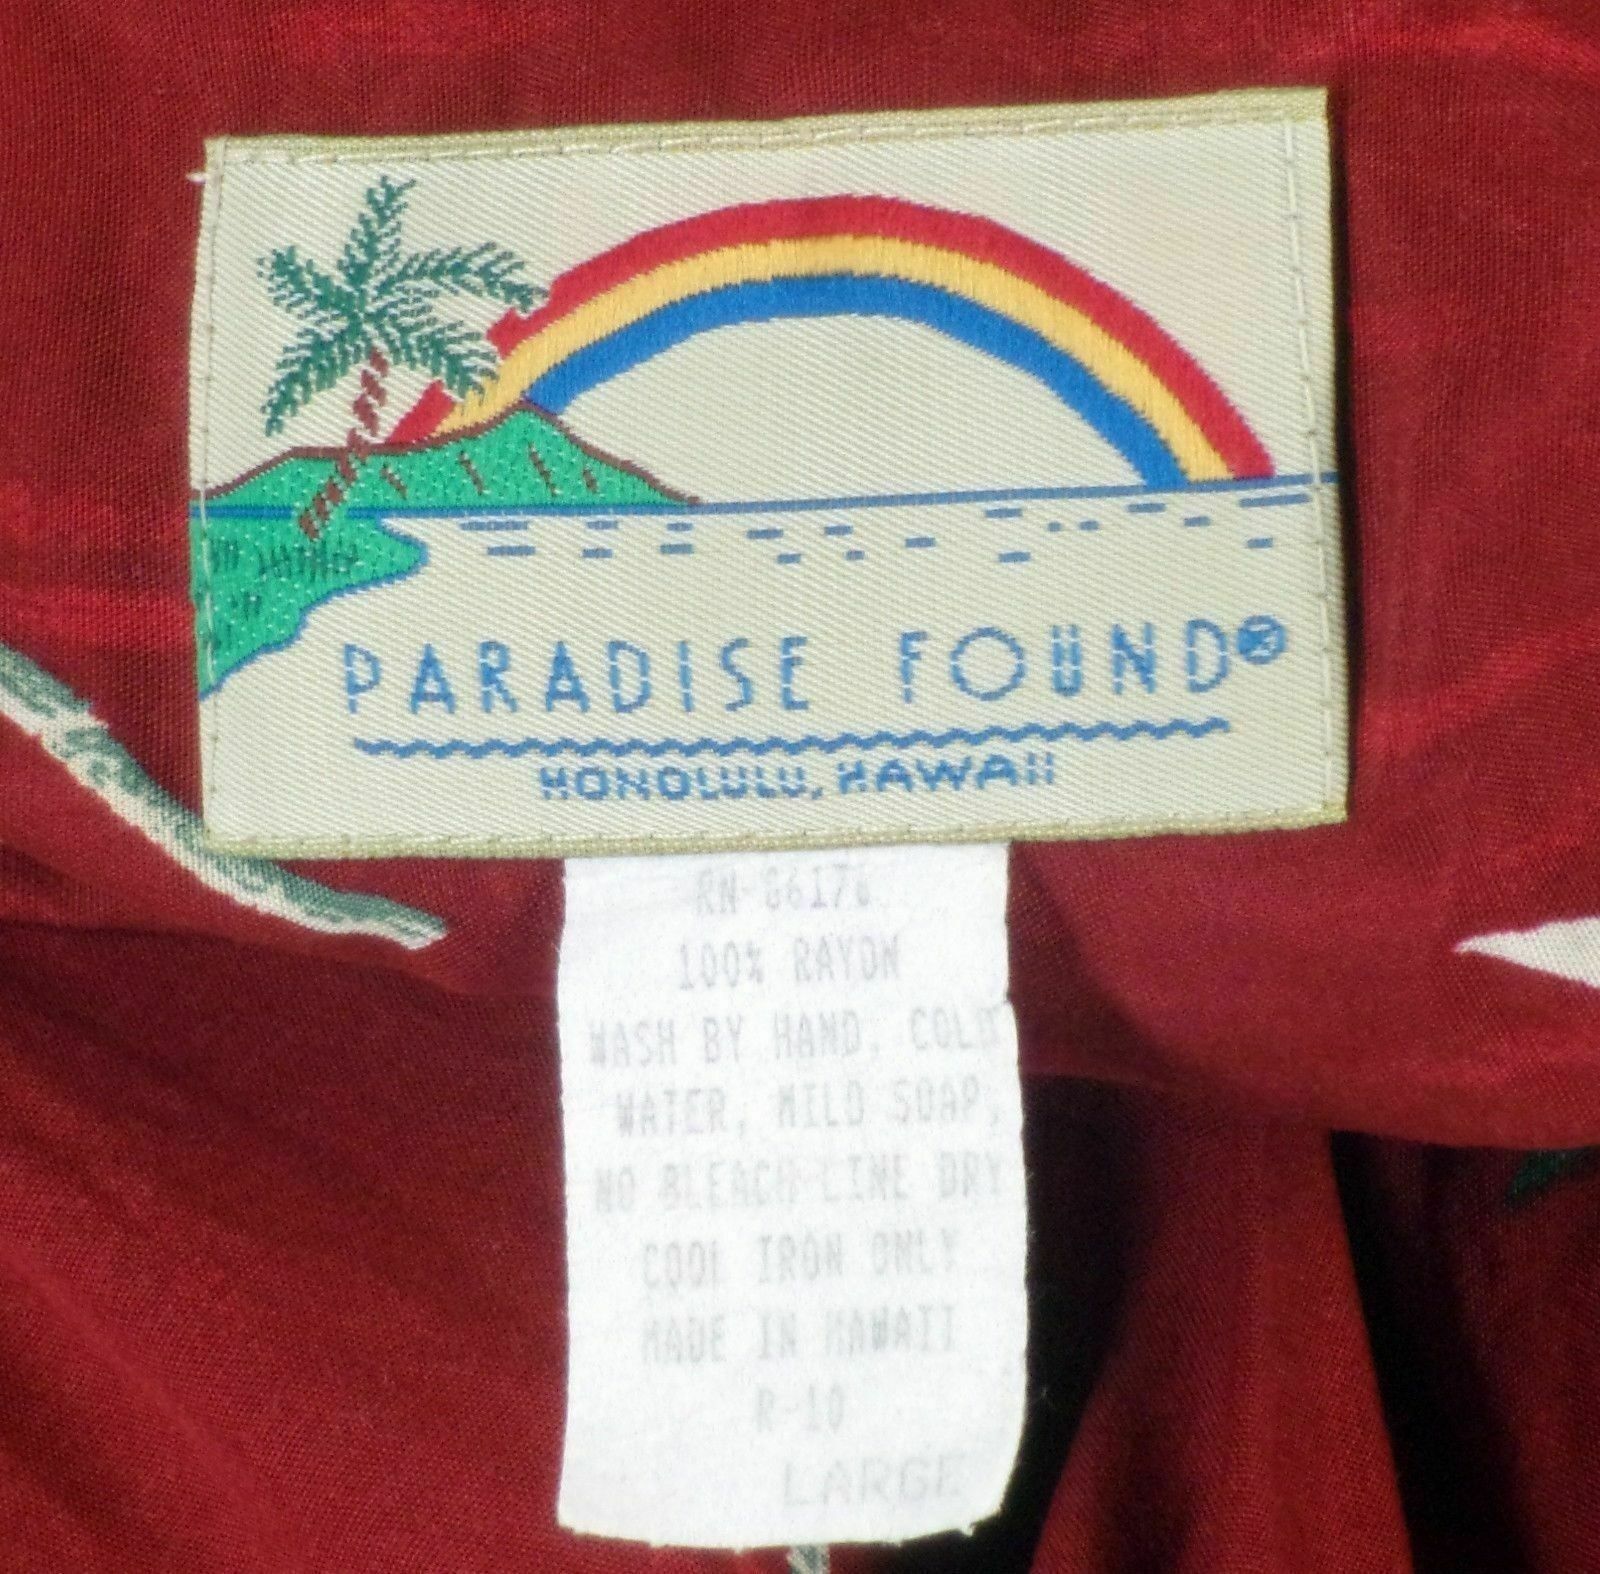 PARADISE FOUND®
HONOLULU, HAWAII
RN-86176
100% RAYON
WASH BY HAND, COLD
WATER, MILD SOAP,
NO BLEACH-LINE DRY
COOL IRON ONLY
MADE IN HAWAII
R-10
LARGE